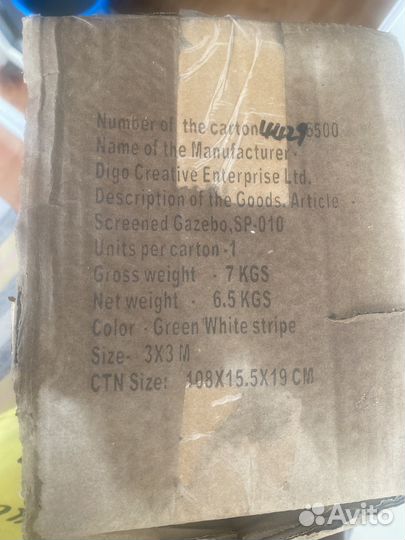 Number of the carton 4429 5500
Name of the Manufacturer -
Digo Creative Enterprise Ltd.
Description of the Goods. Article -
Screened Gazebo,SP-010
Units per carton -1
Gross weight - 7 KGS
Net weight - 6.5 KGS
Color - Green White stripe
Size- 3X3 M
CTN Size: 108X15.5X19 CM
Avito